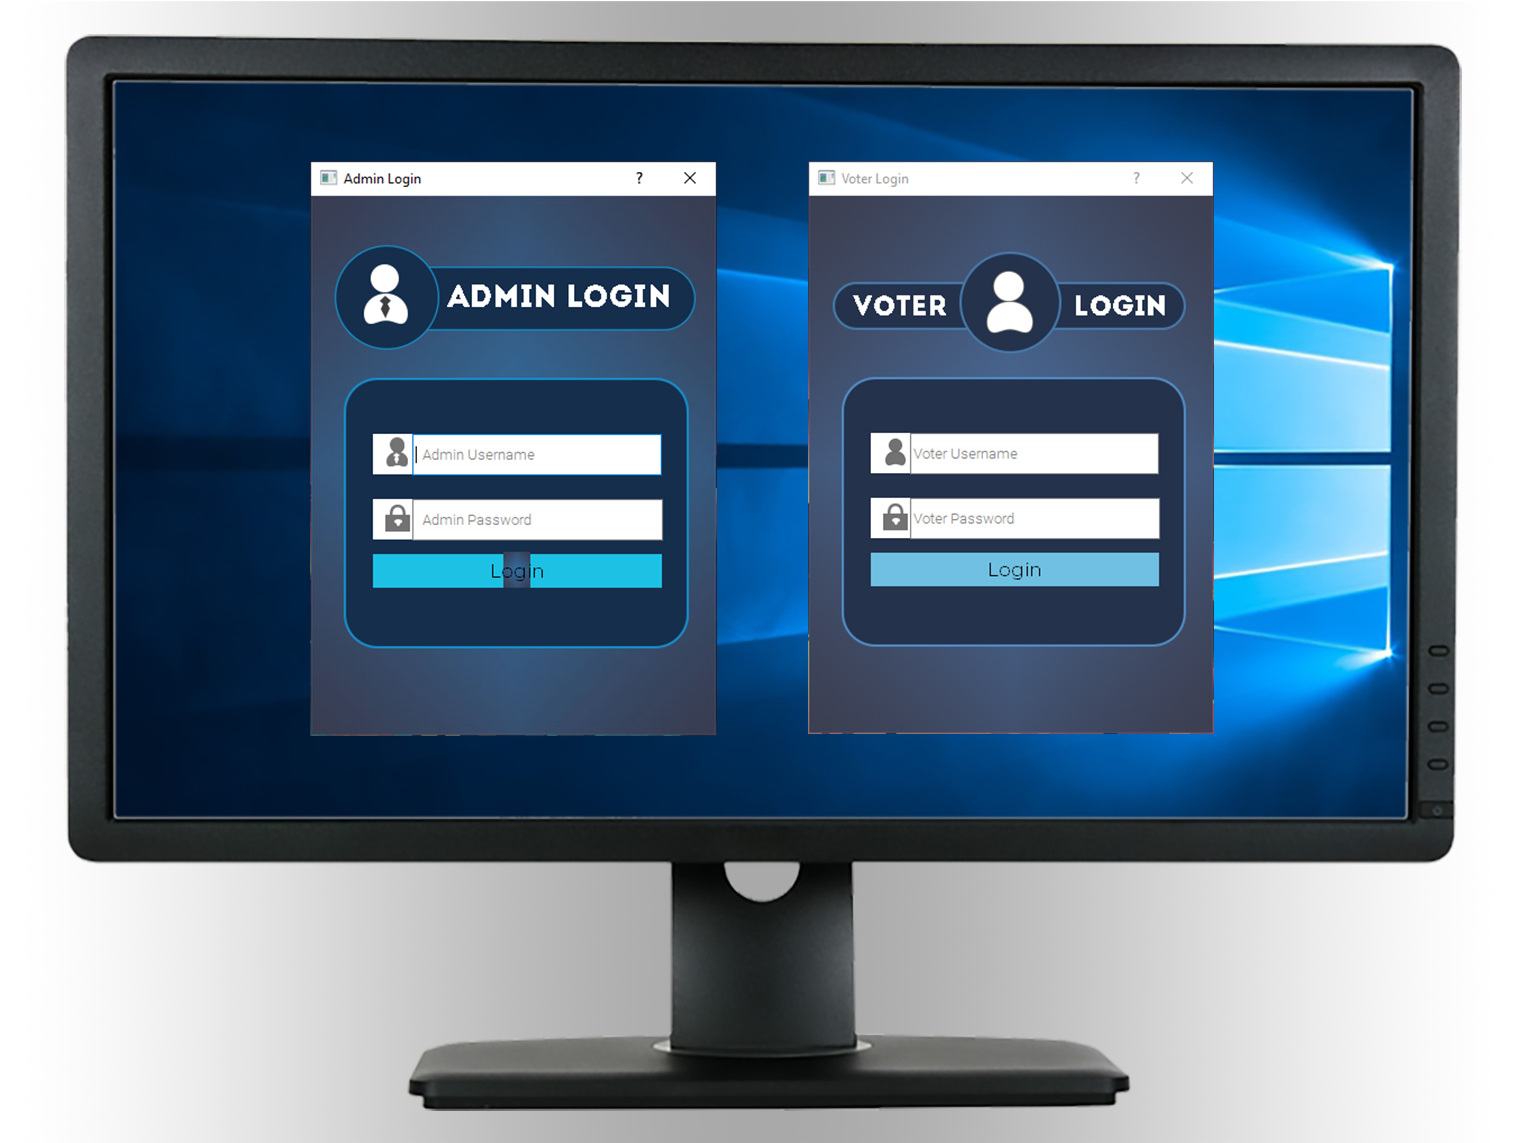 Admin Login ?
ADMIN LOGIN
Admin Username
Admin Password
Login
Voter Login ?
VOTER LOGIN
Voter Username
Voter Password
Login